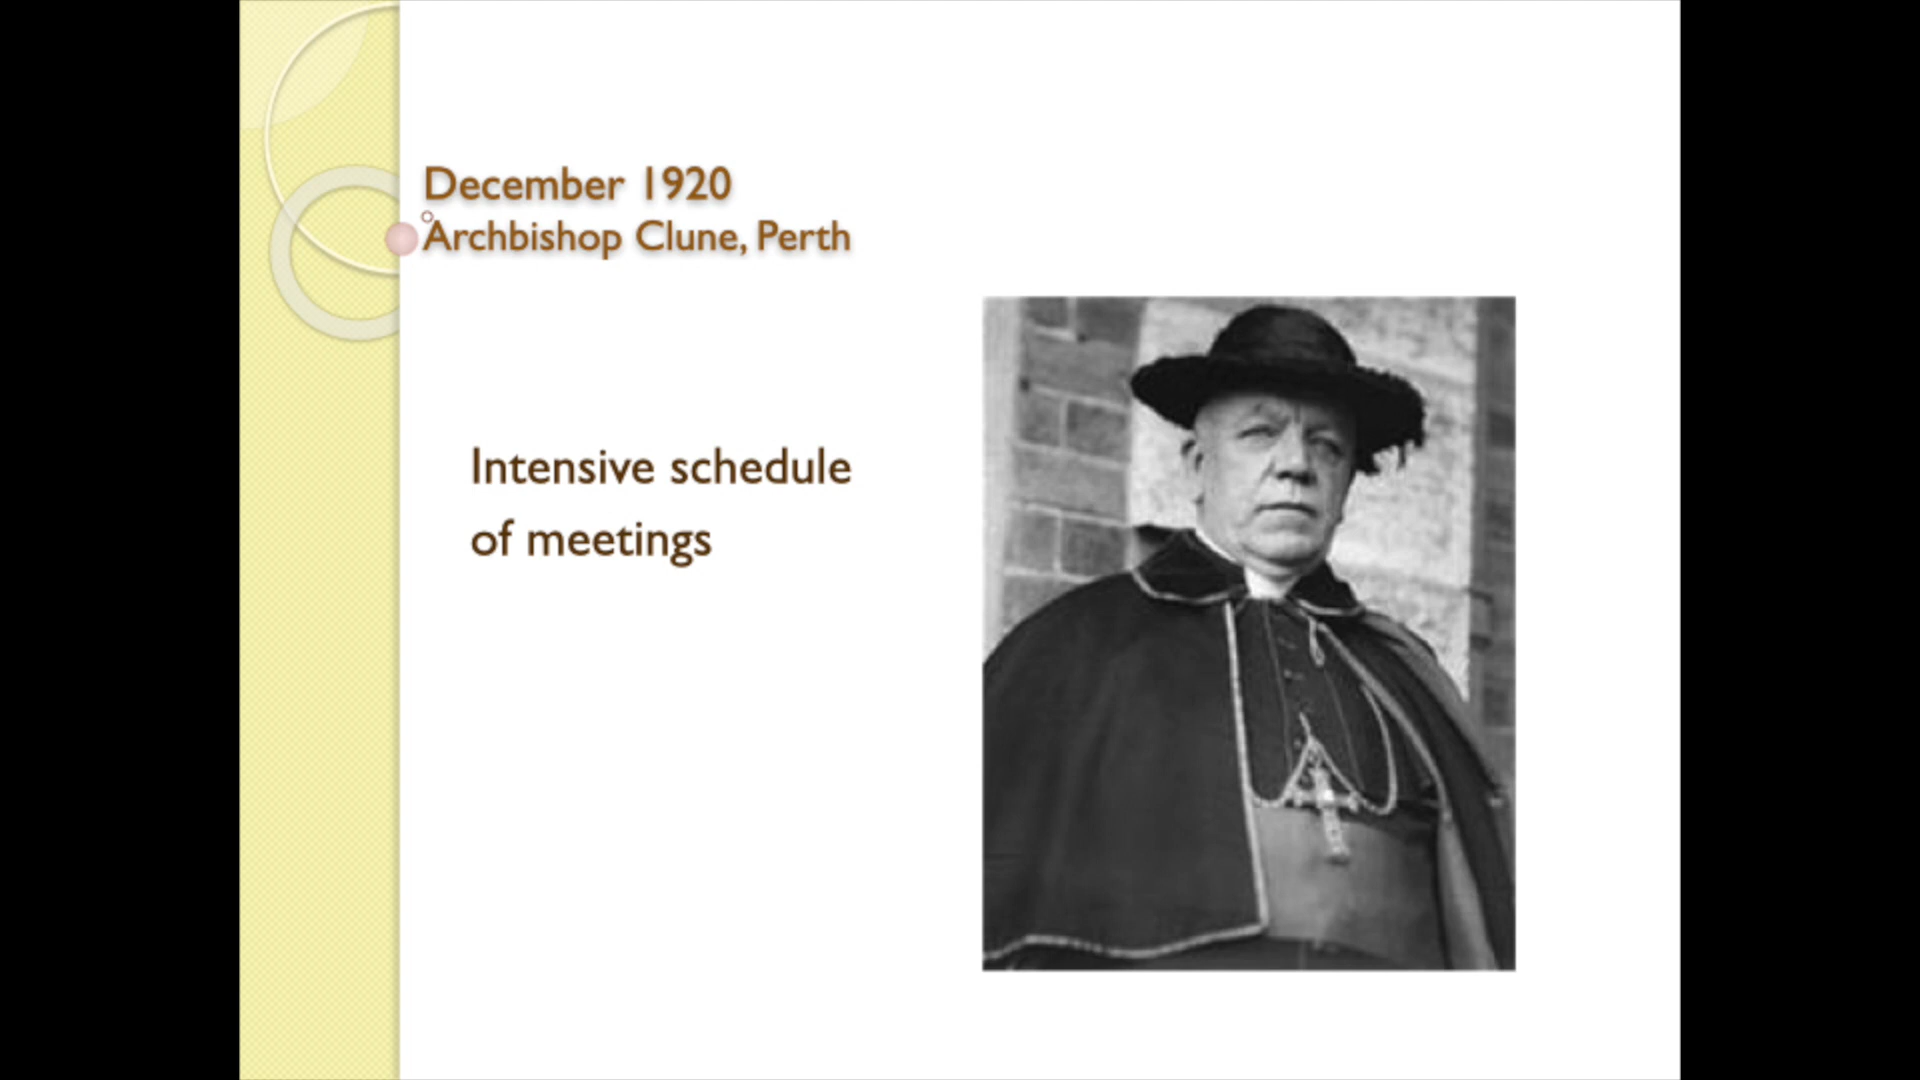 December 1920
Archbishop Clune, Perth
Intensive schedule
of meetings